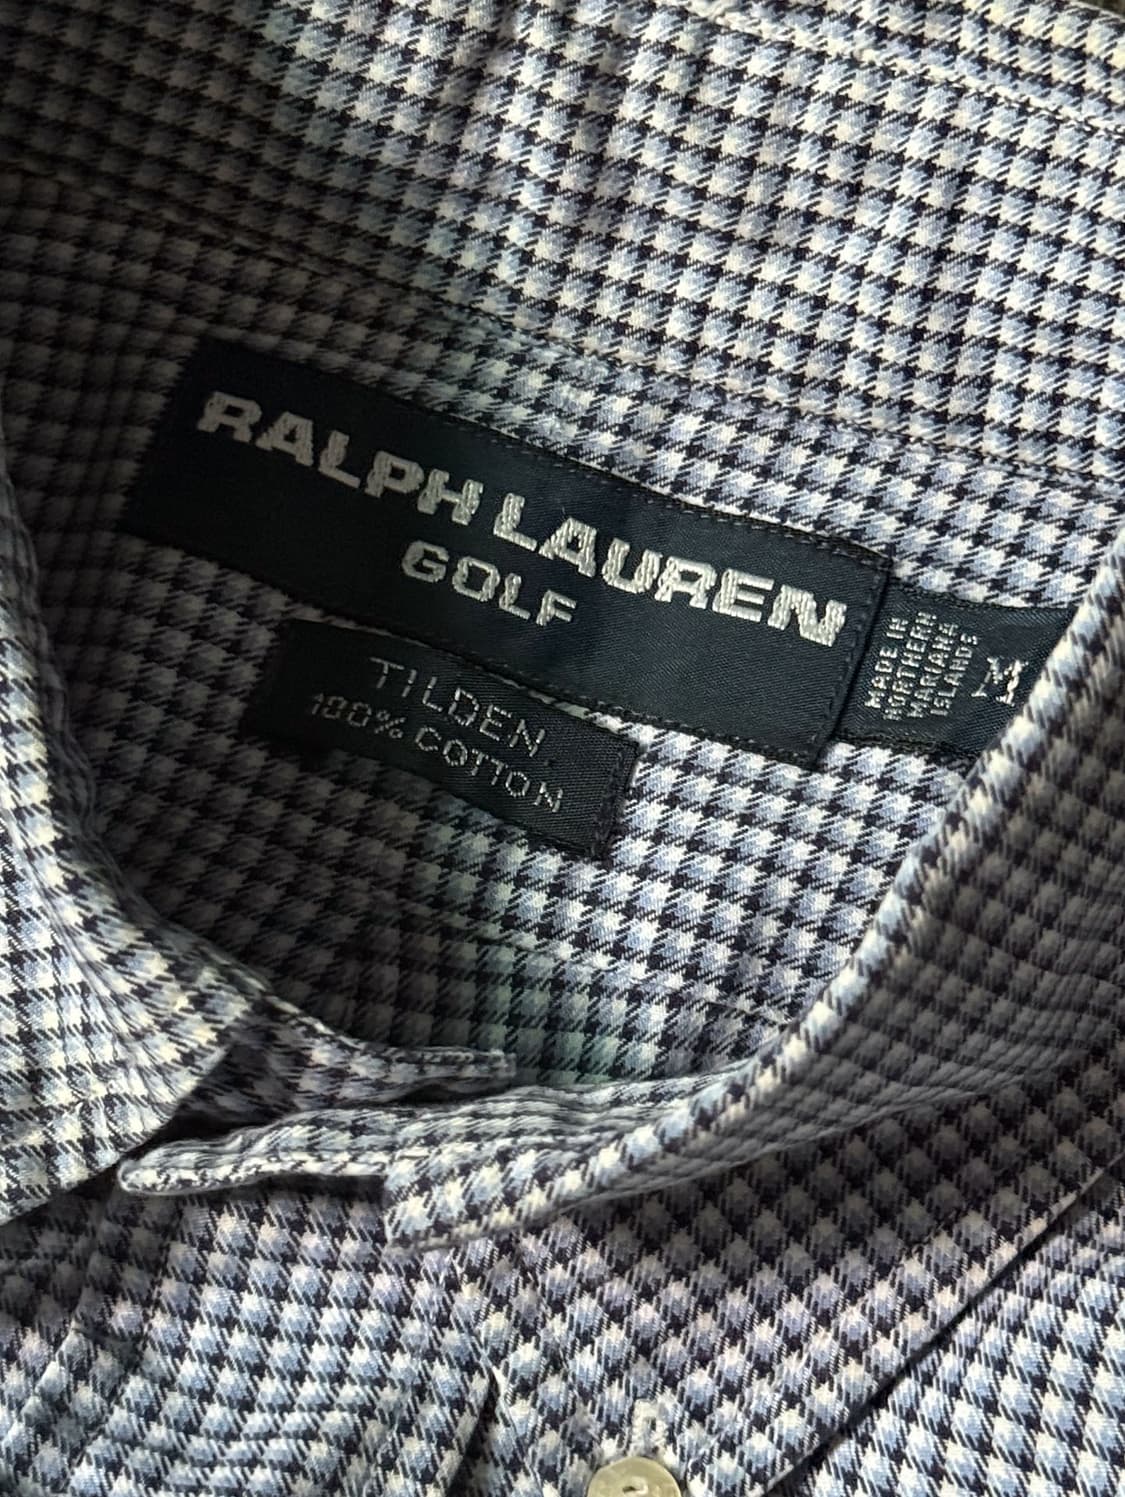 RALPH LAUREN
GOLF
MADE IN
NORTHERN
MARIANA
ISLANDS
M
TILDEN
100% COTTON